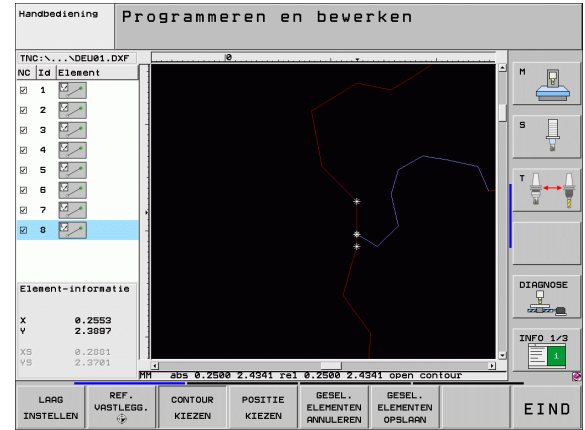 Handbediening
Programmeren en bewerken
TNC:\...\DEU01.DXF
NC Id Element
1
2
3
4
5
6
7
8
0
Element-informatie
X 0.2553
Y 2.3897
XS 0.2881
YS 2.3701
MM abs 0.2500 2.4341 rel 0.2500 2.4341 open contour
M
S
T
DIAGNOSE
INFO 1/3
LAAG INSTELLEN
REF. VASTLEGG.
CONTOUR KIEZEN
POSITIE KIEZEN
GESEL. ELEMENTEN ANNULEREN
GESEL. ELEMENTEN OPSLAAN
EIND